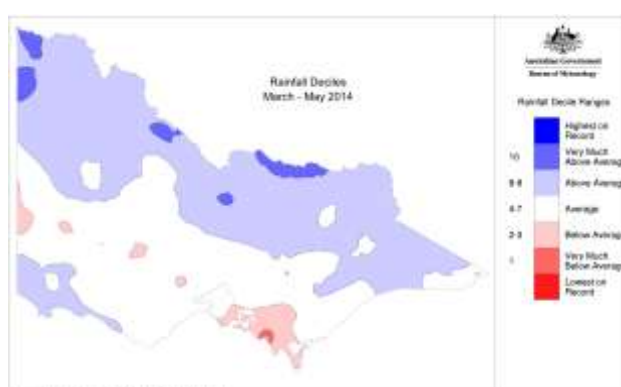 Rainfall Deciles
March - May 2014
Australian Government
Bureau of Meteorology
Rainfall Decile Ranges
Highest on
Record
10
Very Much
Above Average
8-9
Above Average
4-7
Average
2-3
Below Average
1
Very Much
Below Average
Lowest on
Record